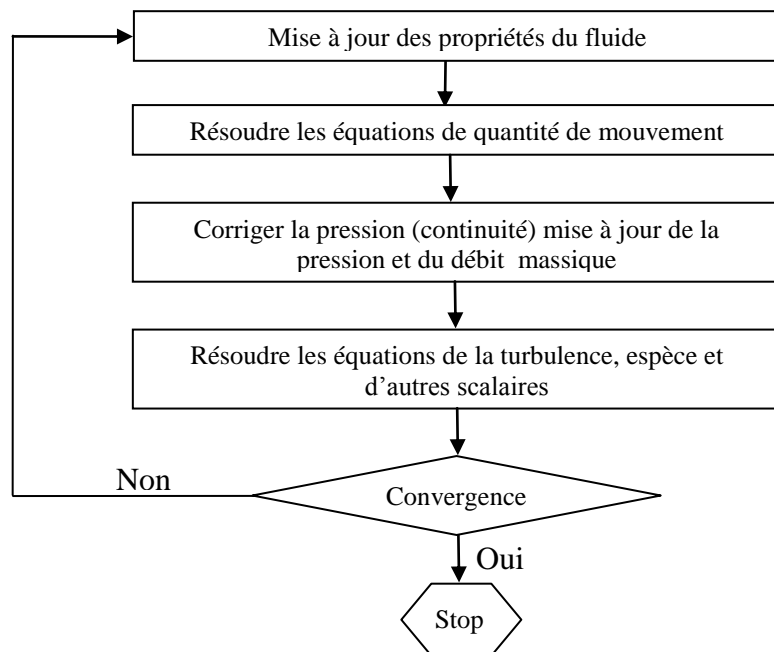 Mise à jour des propriétés du fluide
Résoudre les équations de quantité de mouvement
Corriger la pression (continuité) mise à jour de la
pression et du débit massique
Résoudre les équations de la turbulence, espèce et
d'autres scalaires
Non
Convergence
Oui
Stop